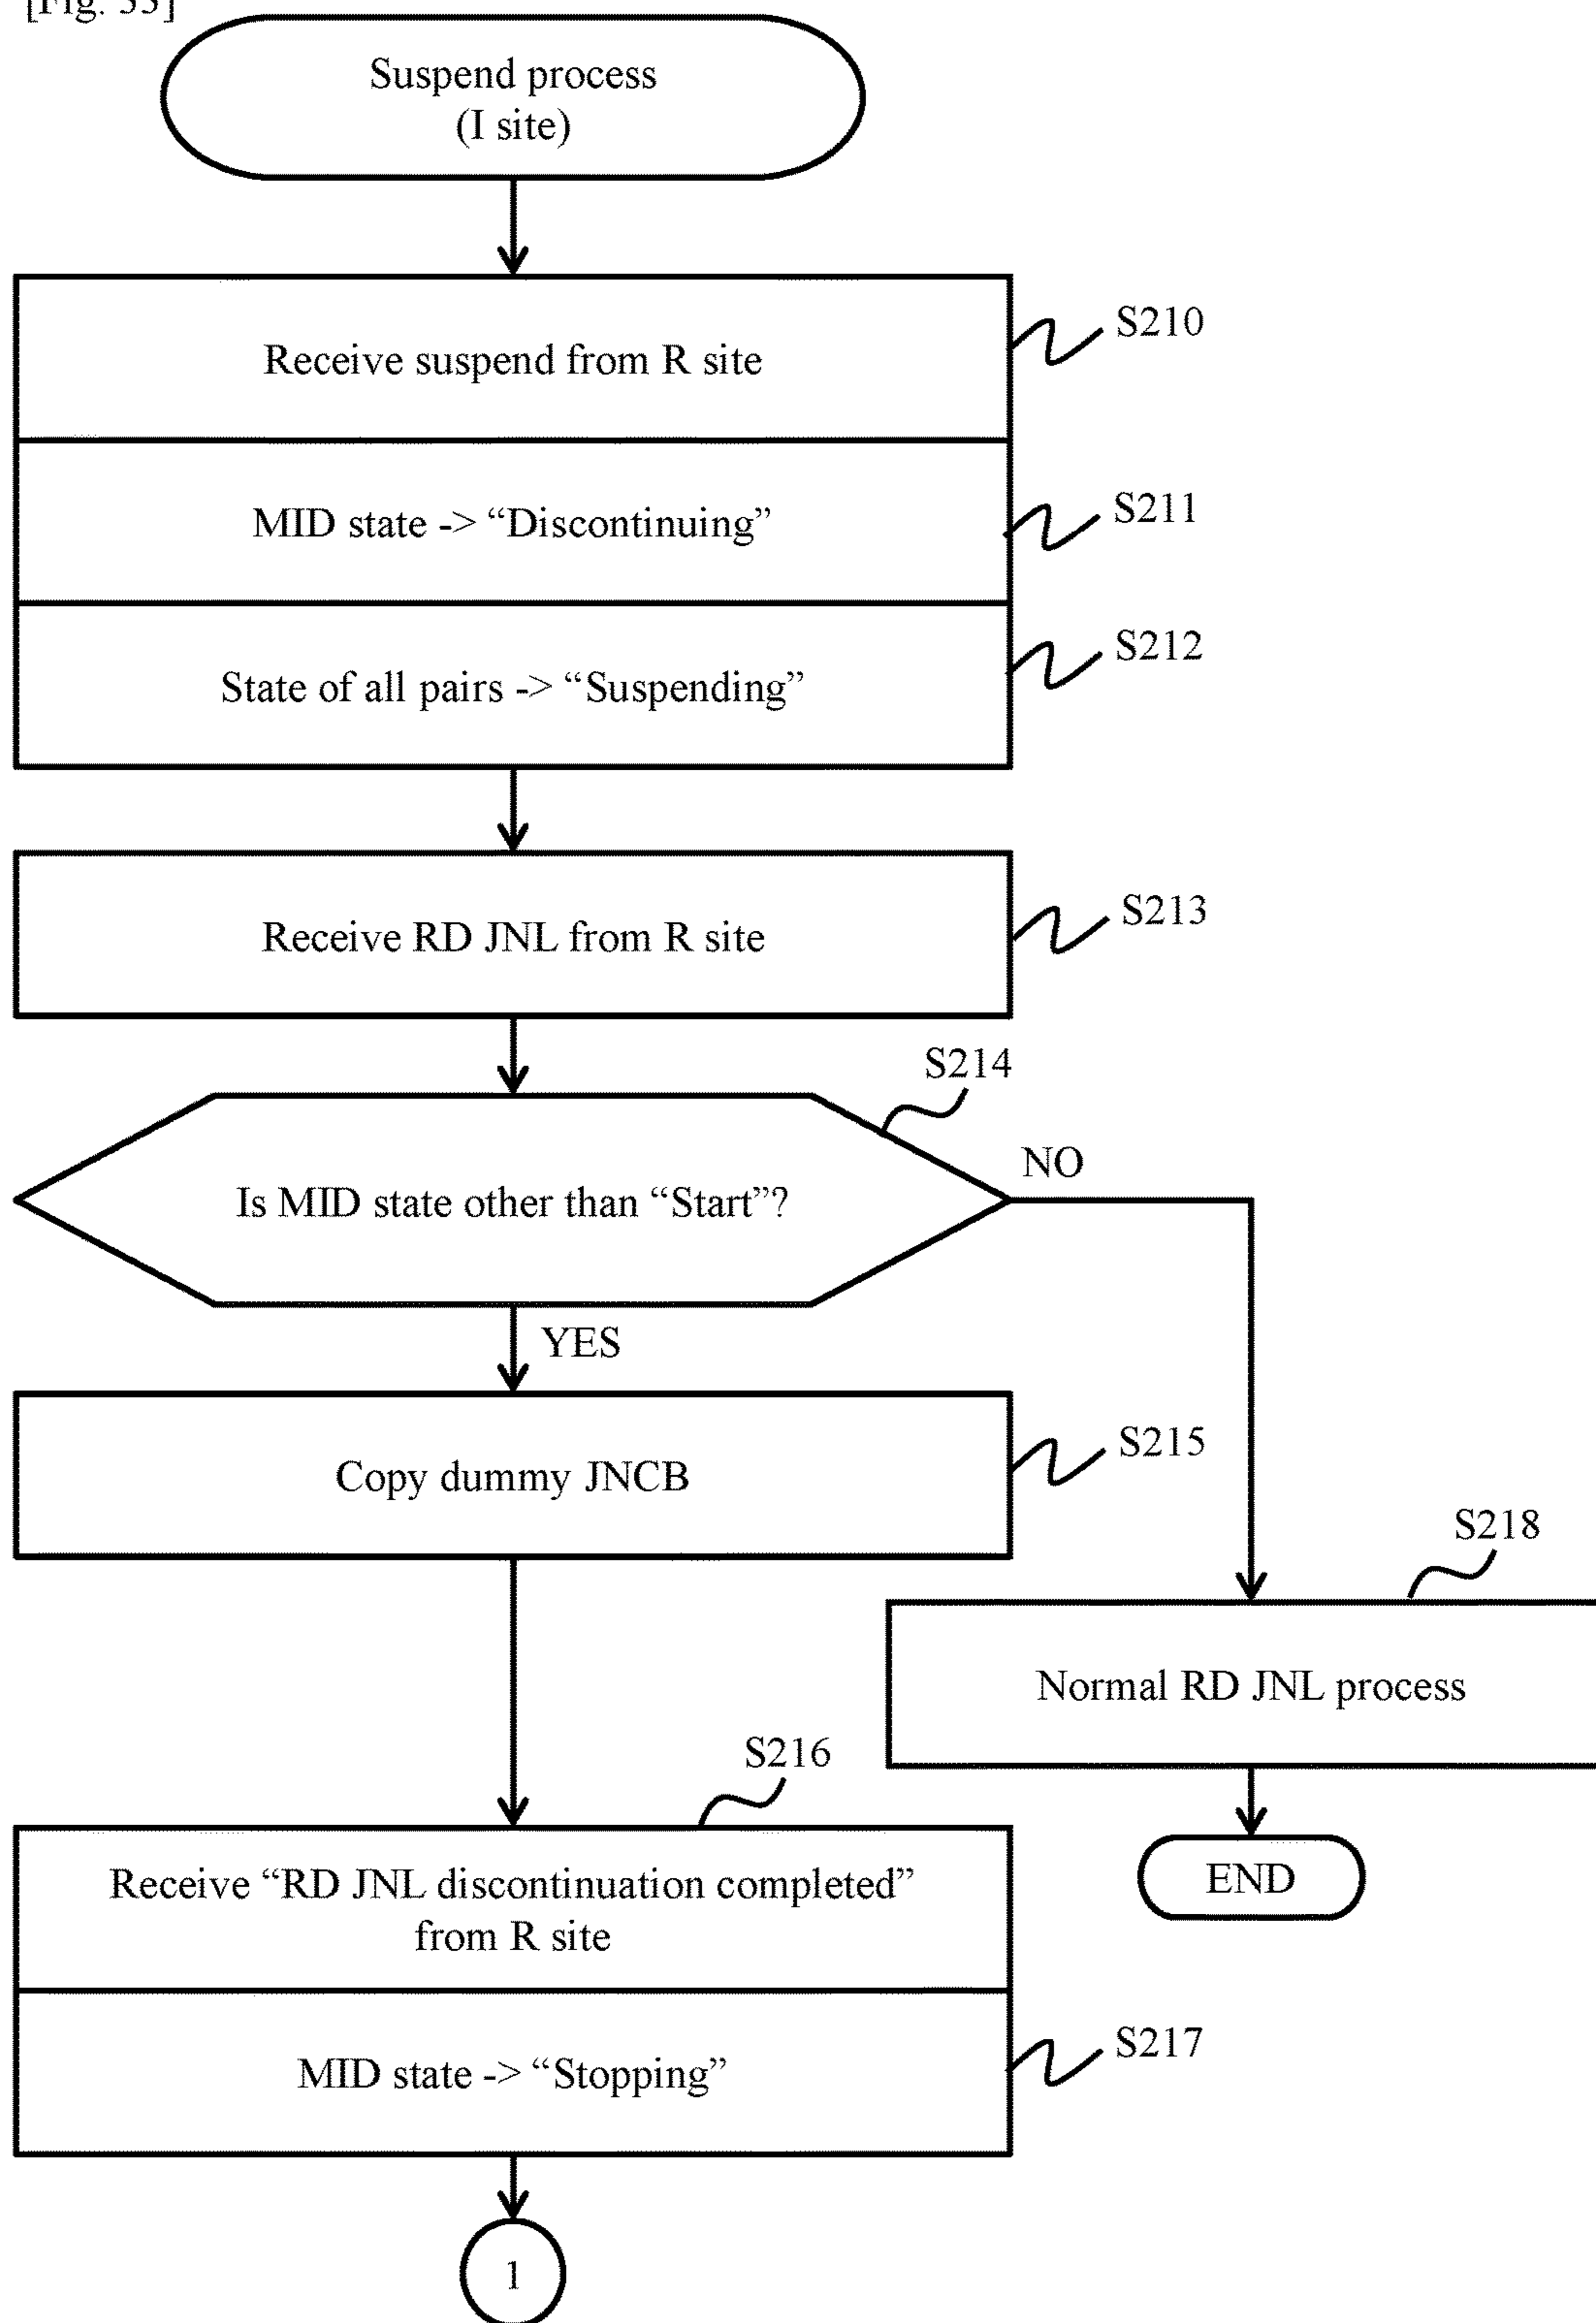 [Fig. 33]
Suspend process
(I site)
Receive suspend from R site
S210
MID state -> “Discontinuing”
S211
State of all pairs -> “Suspending”
S212
Receive RD JNL from R site
S213
S214
Is MID state other than “Start”?
NO
YES
Copy dummy JNCB
S215
S218
Normal RD JNL process
END
S216
Receive “RD JNL discontinuation completed”
from R site
MID state -> “Stopping”
S217
1